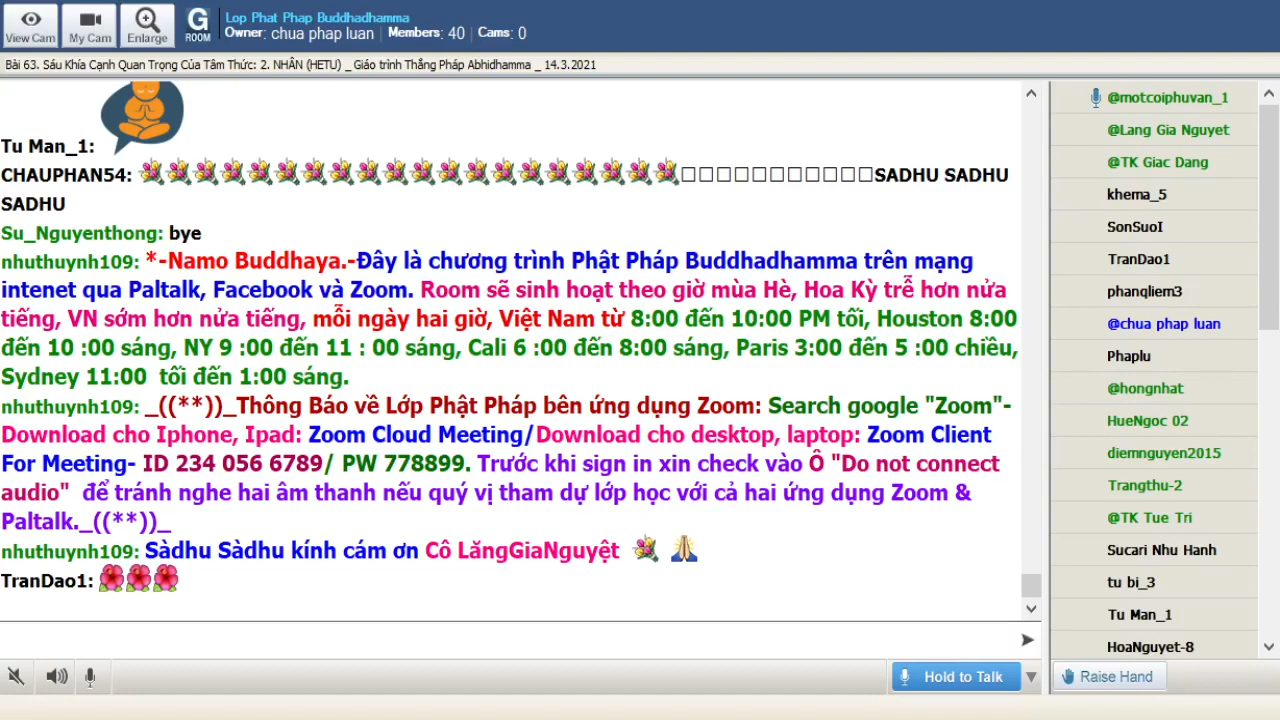 View Cam
My Cam
Enlarge
G
ROOM
Lop Phat Phap Buddhadhamma
Owner: chua phap luan | Members: 40 | Cams: 0
Bài 63. Sáu Khía Cạnh Quan Trọng Của Tâm Thức: 2. NHÂN (HETU) _ Giáo trình Thắng Pháp Abhidhamma _ 14.3.2021
Tu Man_1:
CHAUPHAN54: □□□□□□□□□□□SADHU SADHU
SADHU
Su_Nguyenthong: bye
nhuthuynh109: *-Namo Buddhaya.-Đây là chương trình Phật Pháp Buddhadhamma trên mạng
intenet qua Paltalk, Facebook và Zoom. Room sẽ sinh hoạt theo giờ mùa Hè, Hoa Kỳ trễ hơn nửa
tiếng, VN sớm hơn nửa tiếng, mỗi ngày hai giờ, Việt Nam từ 8:00 đến 10:00 PM tối, Houston 8:00
đến 10 :00 sáng, NY 9 :00 đến 11 : 00 sáng, Cali 6 :00 đến 8:00 sáng, Paris 3:00 đến 5 :00 chiều,
Sydney 11:00 tối đến 1:00 sáng.
nhuthuynh109: _((**))_Thông Báo về Lớp Phật Pháp bên ứng dụng Zoom: Search google "Zoom"-
Download cho Iphone, Ipad: Zoom Cloud Meeting/Download cho desktop, laptop: Zoom Client
For Meeting- ID 234 056 6789/ PW 778899. Trước khi sign in xin check vào Ô "Do not connect
audio" để tránh nghe hai âm thanh nếu quý vị tham dự lớp học với cả hai ứng dụng Zoom &
Paltalk._((**))_
nhuthuynh109: Sàdhu Sàdhu kính cám ơn Cô LăngGiaNguyệt
TranDao1:
@motcoiphuvan_1
@Lang Gia Nguyet
@TK Giac Dang
khema_5
SonSuoI
TranDao1
phanqliem3
@chua phap luan
Phaplu
@hongnhat
HueNgoc 02
diemnguyen2015
Trangthu-2
@TK Tue Tri
Sucari Nhu Hanh
tu bi_3
Tu Man_1
HoaNguyet-8
Hold to Talk
Raise Hand